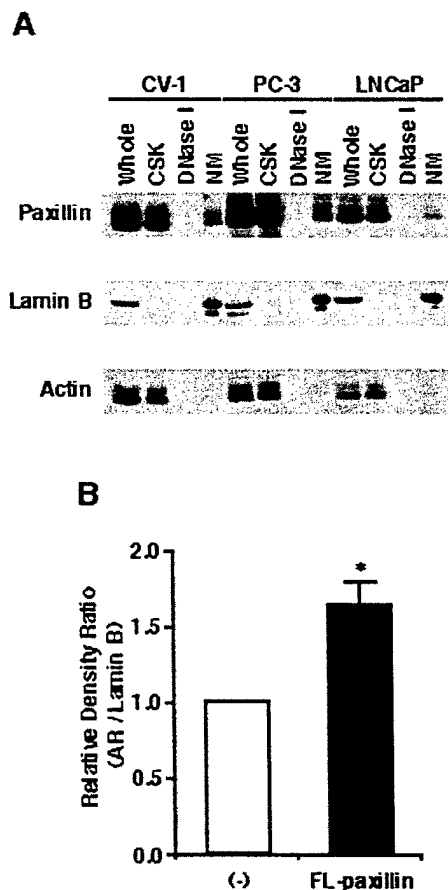 A
CV-1 PC-3 LNCaP
Whole CSK DNase I NM Whole CSK DNase I NM Whole CSK DNase I NM
Paxillin
Lamin B
Actin
B
Relative Density Ratio
(AR / Lamin B)
2.0
*
1.5
1.0
0.5
0.0
(-) FL-paxillin